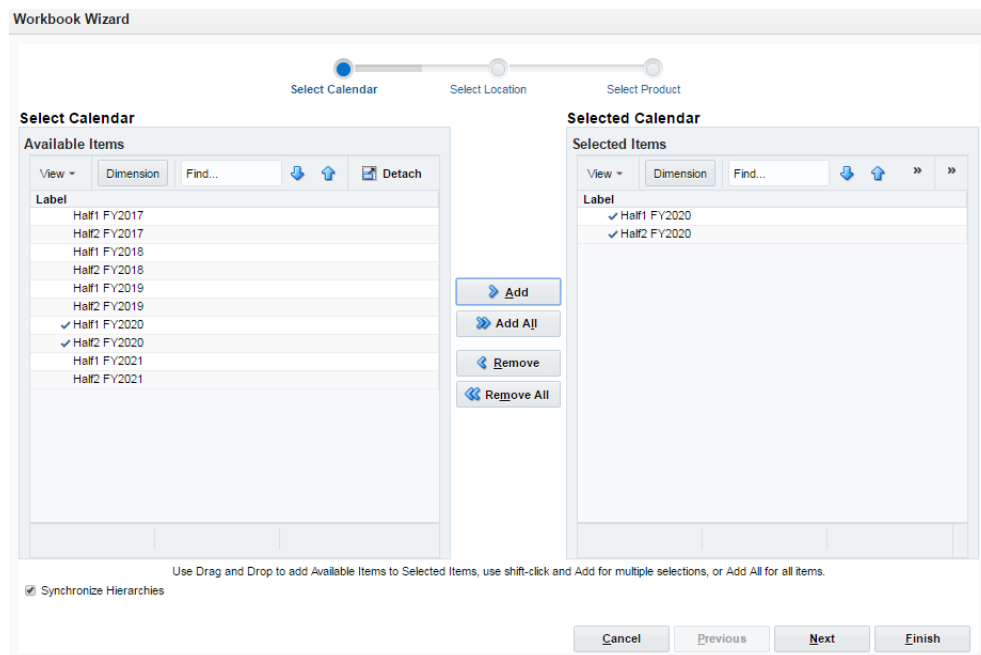 Workbook Wizard
Select Calendar
Select Location
Select Product
Select Calendar
Available Items
View
Dimension
Find...
Detach
Label
Half1 FY2017
Half2 FY2017
Half1 FY2018
Half2 FY2018
Half1 FY2019
Half2 FY2019
Half1 FY2020
Half2 FY2020
Half1 FY2021
Half2 FY2021
Add
Add All
Remove
Remove All
Selected Calendar
Selected Items
View
Dimension
Find...
»
»
Label
Half1 FY2020
Half2 FY2020
Use Drag and Drop to add Available Items to Selected Items, use shift-click and Add for multiple selections, or Add All for all items.
Synchronize Hierarchies
Cancel
Previous
Next
Finish